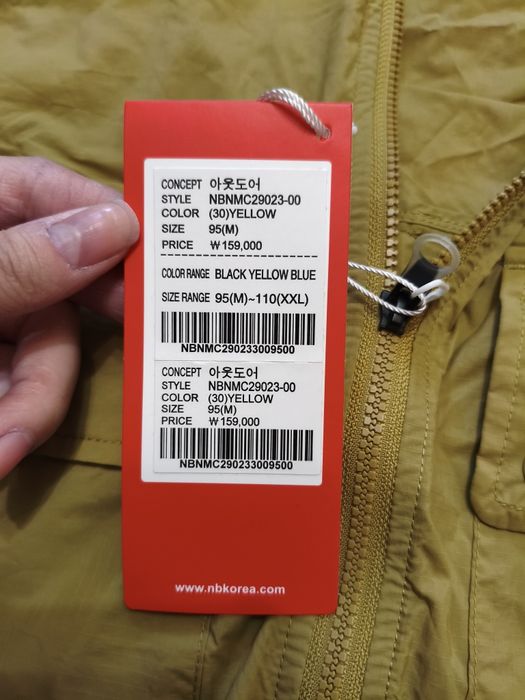 CONCEPT 아웃도어
STYLE NBNMC29023-00
COLOR (30)YELLOW
SIZE 95(M)
PRICE ₩159,000
COLOR RANGE BLACK YELLOW BLUE
SIZE RANGE 95(M)~110(XXL)
NBNMC290233009500
CONCEPT 아웃도어
STYLE NBNMC29023-00
COLOR (30)YELLOW
SIZE 95(M)
PRICE ₩159,000
NBNMC290233009500
www.nbkorea.com